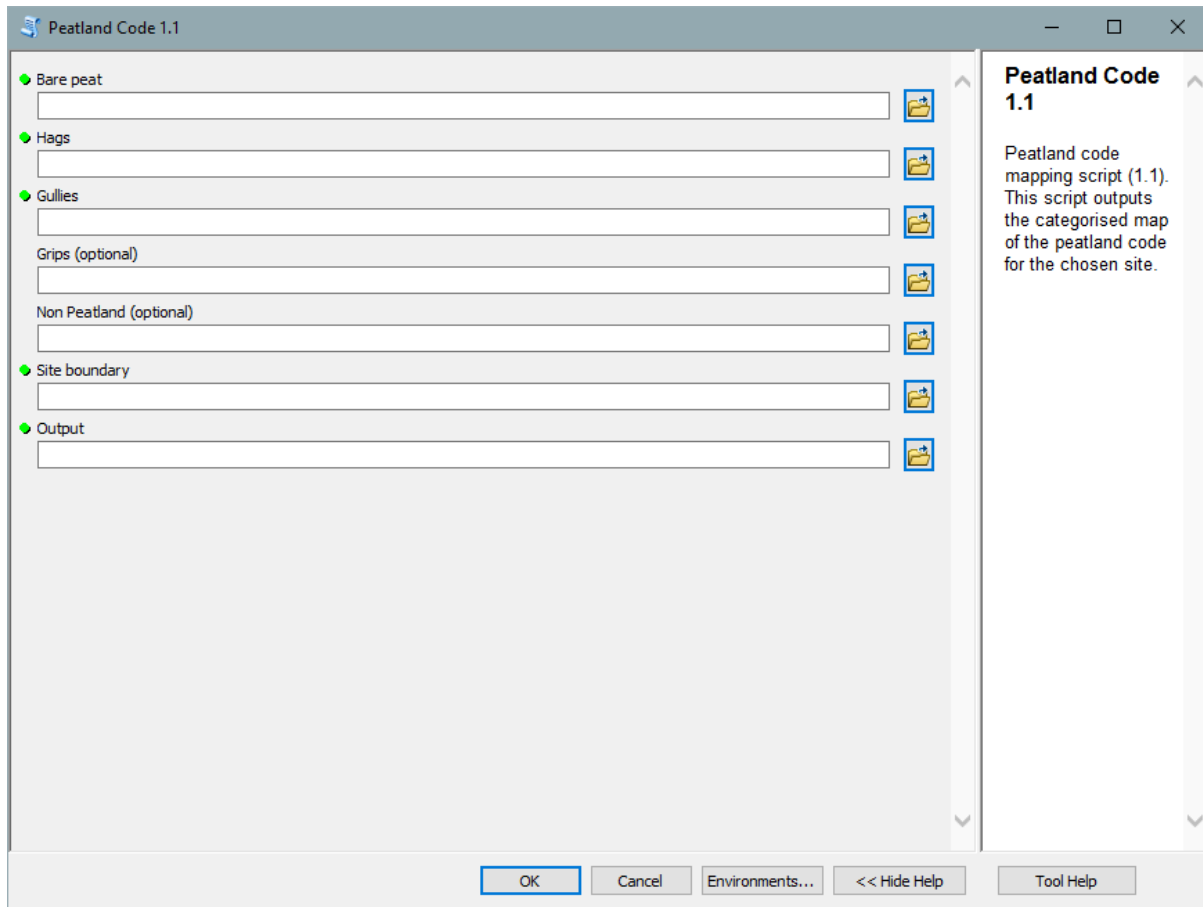 Peatland Code 1.1
Bare peat
Hags
Gullies
Grips (optional)
Non Peatland (optional)
Site boundary
Output
Peatland Code
1.1
Peatland code
mapping script (1.1).
This script outputs
the categorised map
of the peatland code
for the chosen site.
OK
Cancel
Environments...
<< Hide Help
Tool Help